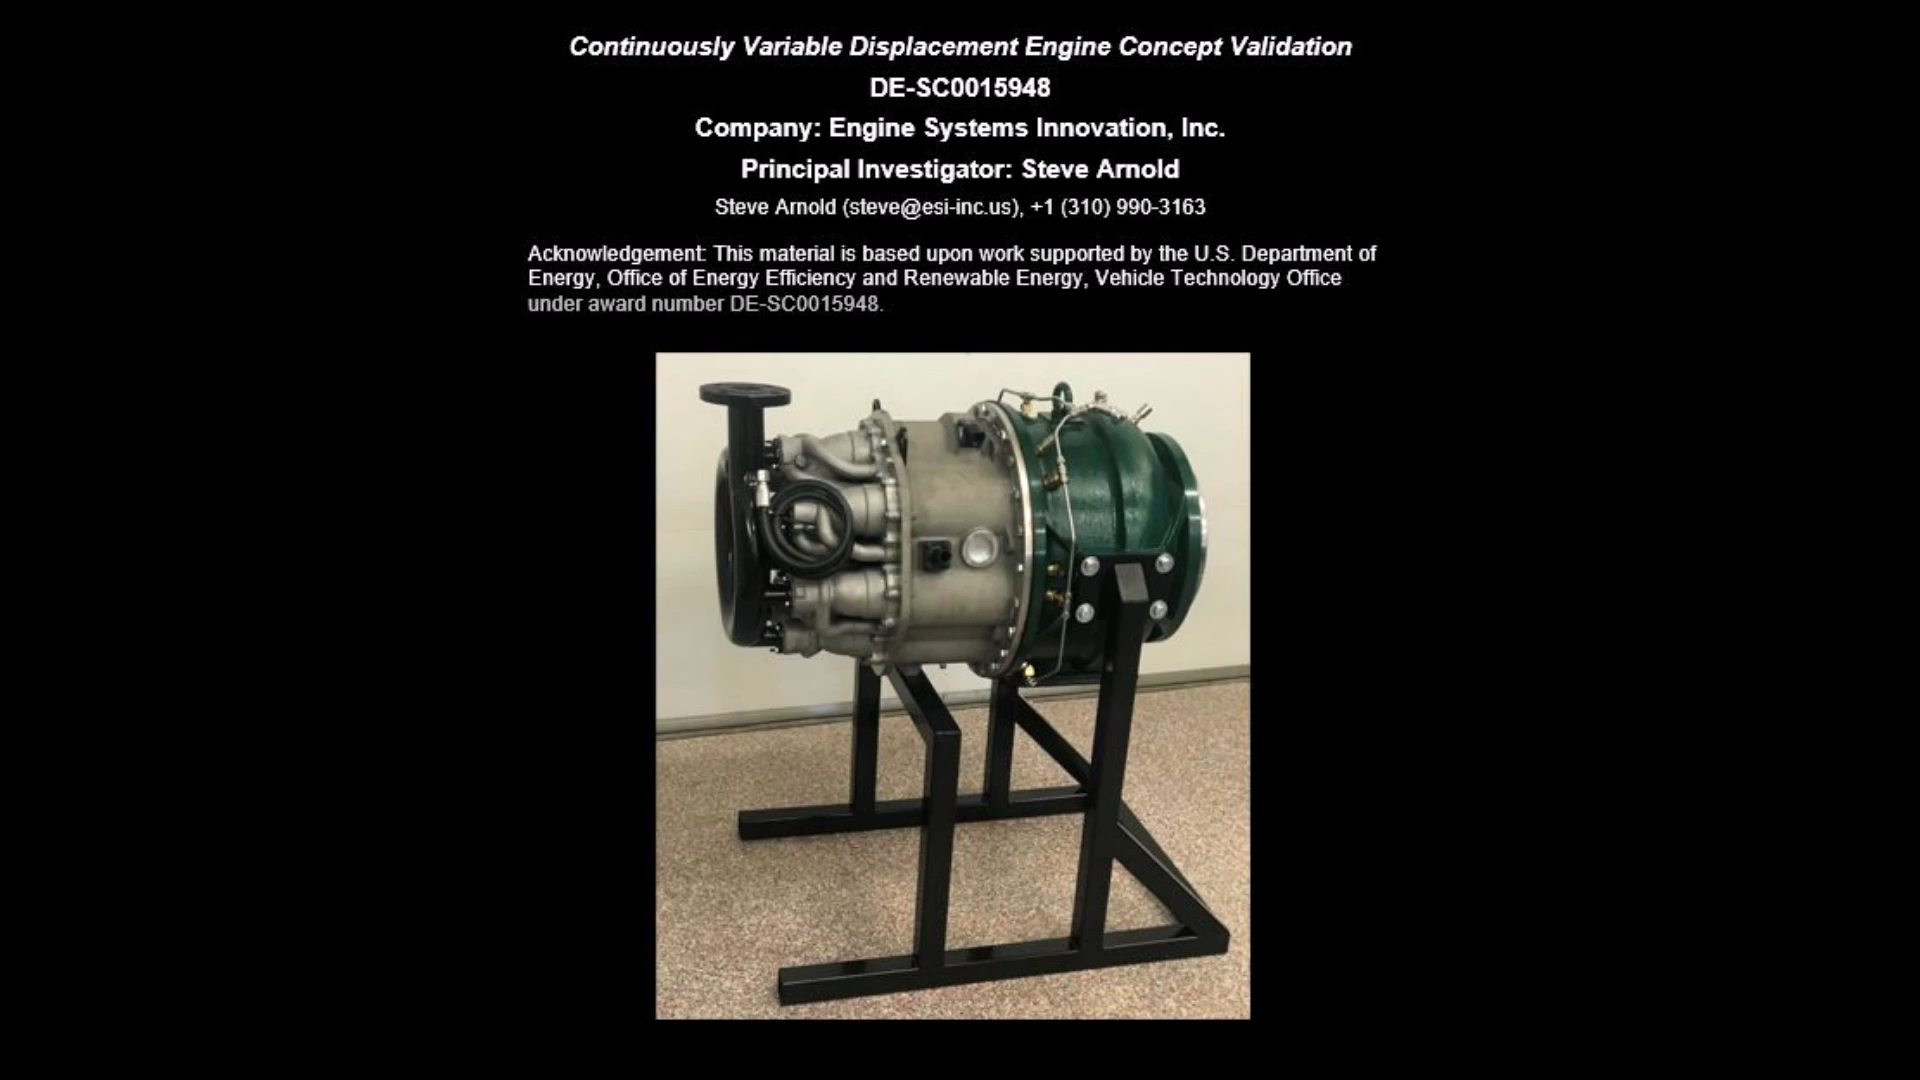 Continuously Variable Displacement Engine Concept Validation
DE-SC0015948
Company: Engine Systems Innovation, Inc.
Principal Investigator: Steve Arnold
Steve Arnold (steve@esi-inc.us), +1 (310) 990-3163
Acknowledgement: This material is based upon work supported by the U.S. Department of
Energy, Office of Energy Efficiency and Renewable Energy, Vehicle Technology Office
under award number DE-SC0015948.